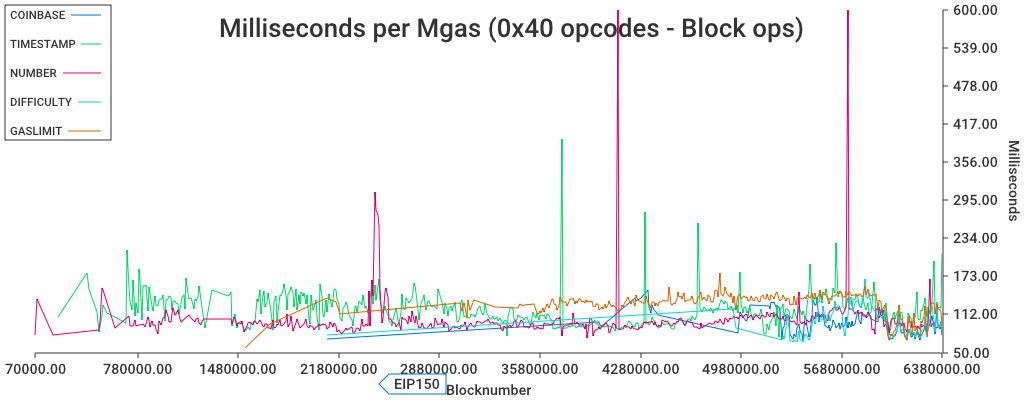 Milliseconds per Mgas (0x40 opcodes - Block ops)
COINBASE
TIMESTAMP
NUMBER
DIFFICULTY
GASLIMIT
600.00
539.00
478.00
417.00
356.00
295.00
234.00
173.00
112.00
50.00
Milliseconds
70000.00 780000.00 1480000.00 2180000.00 2880000.00 3580000.00 4280000.00 4980000.00 5680000.00 6380000.00
EIP150
Blocknumber